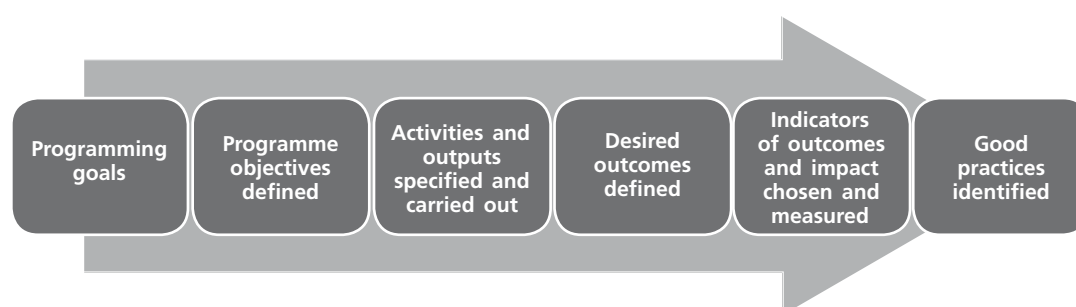 Programming
goals
Programme
objectives
defined
Activities and
outputs
specified and
carried out
Desired
outcomes
defined
Indicators
of outcomes
and impact
chosen and
measured
Good
practices
identified